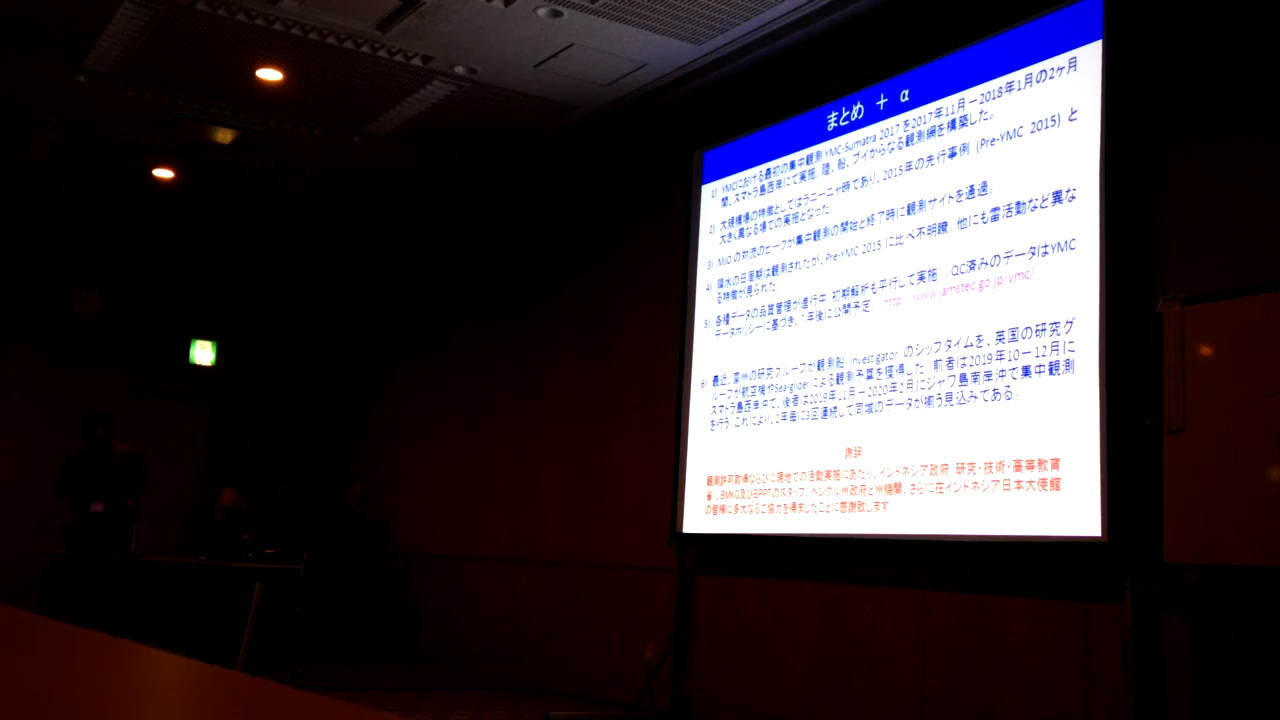 まとめ ＋ α
1) YMCにおける最初の集中観測 YMC-Sumatra 2017 を2017年11月－2018年1月の2ヶ月
間、スマトラ島西岸にて実施。陸、船、ブイからなる観測網を構築した。
2) 大規模場の特徴としてはラニーニャ時であり、2015年の先行事例 (Pre-YMC 2015) と
大きく異なる場での実施となった。
3) MJO の対流のピークが集中観測の開始と終了時に観測サイトを通過。
4) 降水の日周期は観測されたが、Pre-YMC 2015 に比べ不明瞭。他にも雷活動など異な
る特徴が見られた
5) 各種データの品質管理が進行中 初期解析も平行して実施。QC済みのデータはYMC
データポリシーに基づき、1年後に公開予定 http://www.jamstec.go.jp/ymc/
6) 最近、豪州の研究グループが観測船 Investigator のシップタイムを、英国の研究グ
ループが航空機やSea-gliderによる観測予算を獲得した 前者は2019年10－12月に
スマトラ島西岸沖で、後者は2019年11月－2020年2月にジャワ島南岸沖で集中観測
を行う。これにより、2年毎に3回連続して同域のデータが揃う見込みである。
謝辞
観測許可取得ならびに現地での活動実施にあたり、インドネシア政府 研究・技術・高等教育
省、BMKG及びBPPTのスタッフ、ベンクル州政府と州機関、さらに在インドネシア日本大使館
の皆様に多大なるご協力を得ましたことに感謝致します